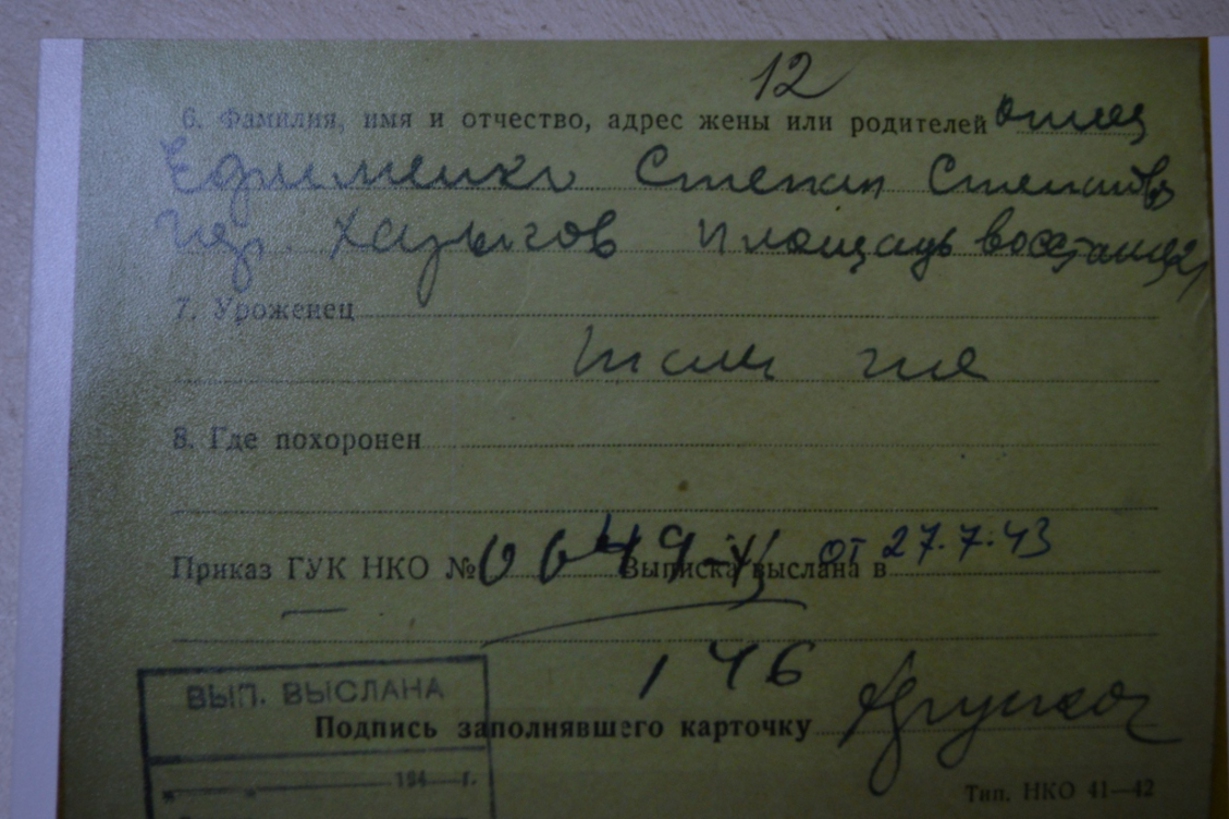 12
6. Фамилия, имя и отчество, адрес жены или родителей отец
Ефименко Степан Степанов
гор. Харьков площадь восстания 21
7. Уроженец
там же
8. Где похоронен
Приказ ГУК НКО № 0649 Выписка выслана в от 27.7.43
146
ВЫП. ВЫСЛАНА
Подпись заполнявшего карточку
" " 194 г.
Тип. НКО 41—42